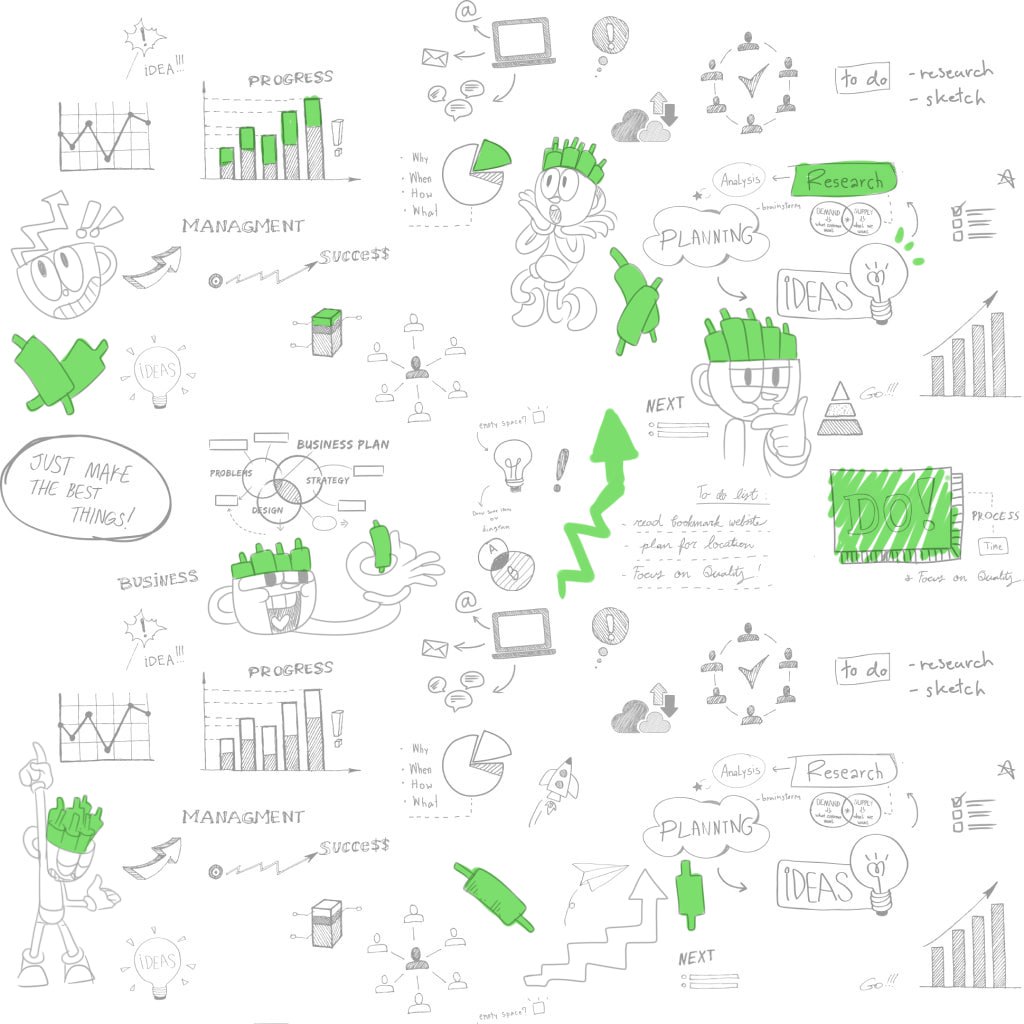 @
IDEA!!!
PROGRESS
to do
- research
- sketch
• Why
• When
• How
• What
Analysis
Research
- brainstorm
DEMAND
SUPPLY
PLANNING
MANAGMENT
SUCCE$$
iDEAS
IDEAS
Go!!!
NEXT
empty space?
JUST MAKE
THE BEST
THINGS!
BUSINESS PLAN
PROBLEMS
STRATEGY
DESIGN
A
To do list:
- read bookmark website
- plan for location
- Focus on Quality!
DO!
PROCESS
Time
Focus on Quality!
BUSINESS
@
IDEA!!!
PROGRESS
to do
- research
- sketch
• Why
• When
• How
• What
Analysis
Research
- brainstorm
DEMAND
SUPPLY
PLANNING
MANAGMENT
SUCCE$$
iDEAS
IDEAS
NEXT
Go!!!
empty space?